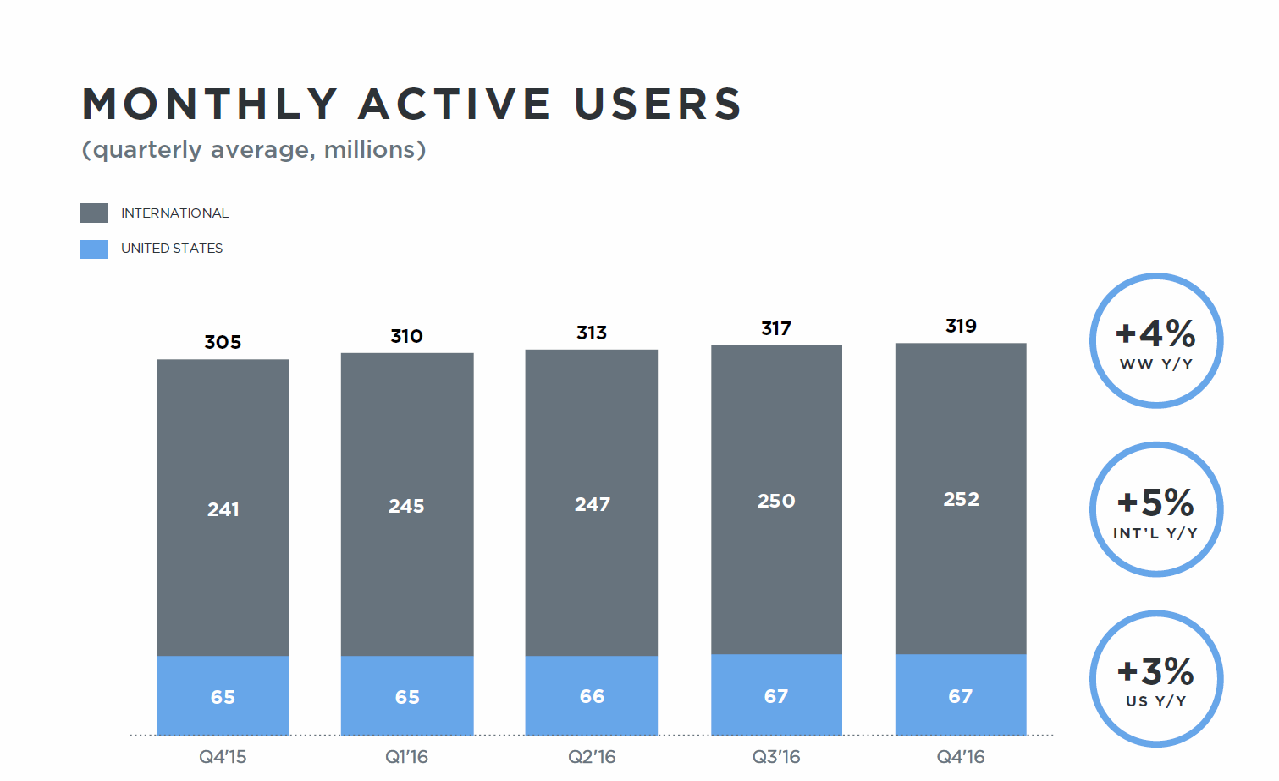 MONTHLY ACTIVE USERS
(quarterly average, millions)
INTERNATIONAL
UNITED STATES
305 310 313 317 319
241 245 247 250 252
65 65 66 67 67
Q4'15 Q1'16 Q2'16 Q3'16 Q4'16
+4%
WW Y/Y
+5%
INT'L Y/Y
+3%
US Y/Y